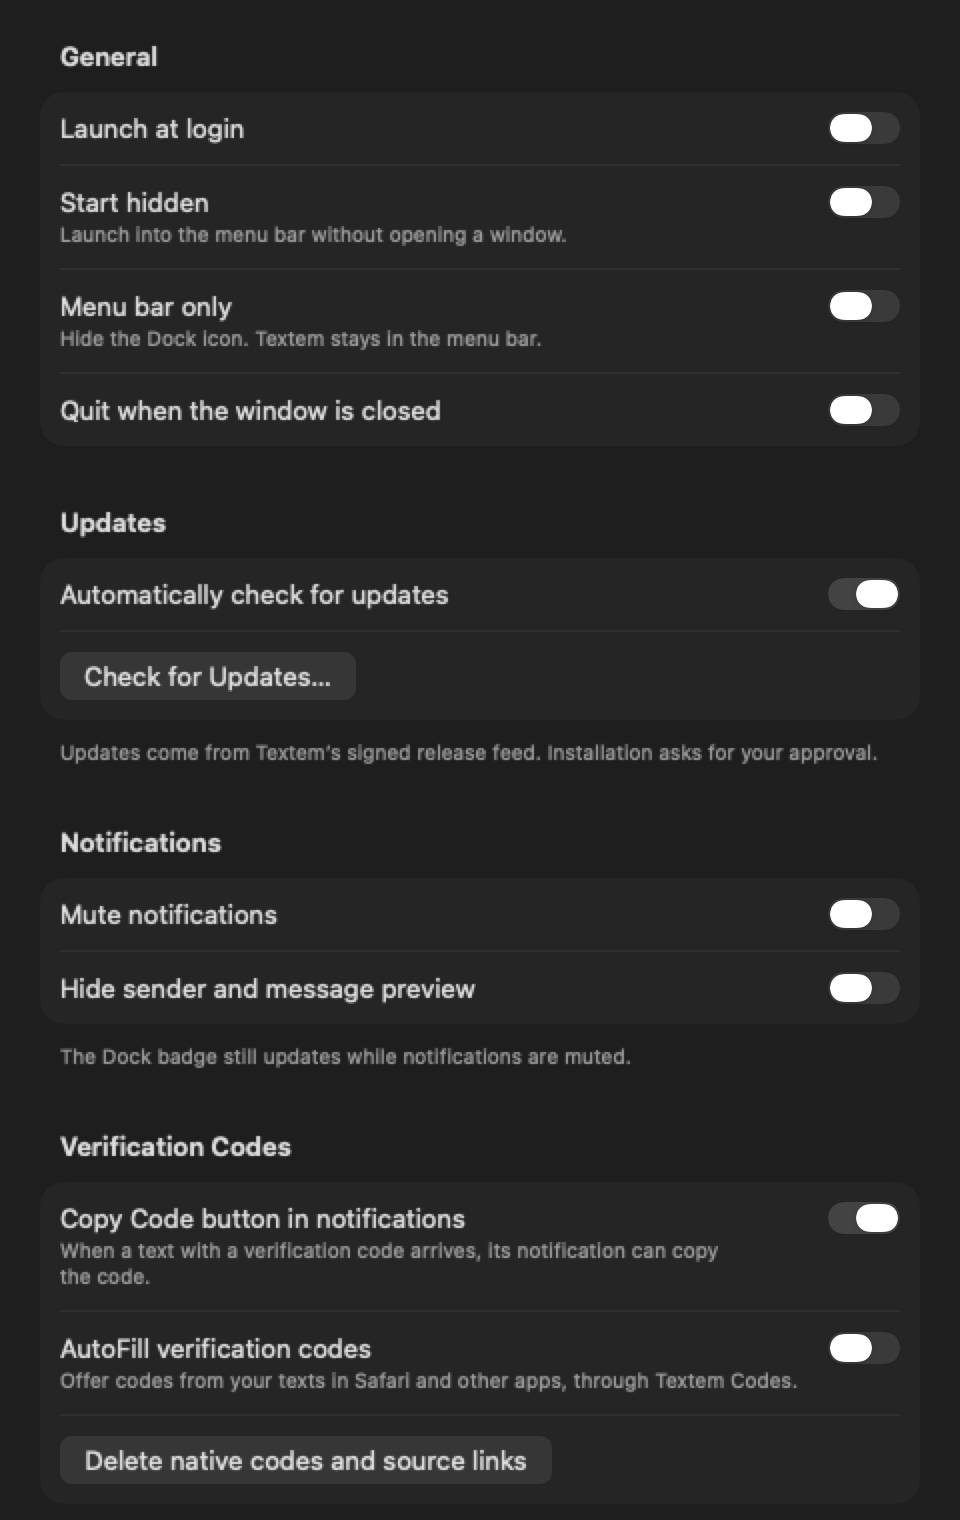 General
Launch at login
Start hidden
Launch into the menu bar without opening a window.
Menu bar only
Hide the Dock icon. Textem stays in the menu bar.
Quit when the window is closed
Updates
Automatically check for updates
Check for Updates...
Updates come from Textem's signed release feed. Installation asks for your approval.
Notifications
Mute notifications
Hide sender and message preview
The Dock badge still updates while notifications are muted.
Verification Codes
Copy Code button in notifications
When a text with a verification code arrives, its notification can copy
the code.
AutoFill verification codes
Offer codes from your texts in Safari and other apps, through Textem Codes.
Delete native codes and source links